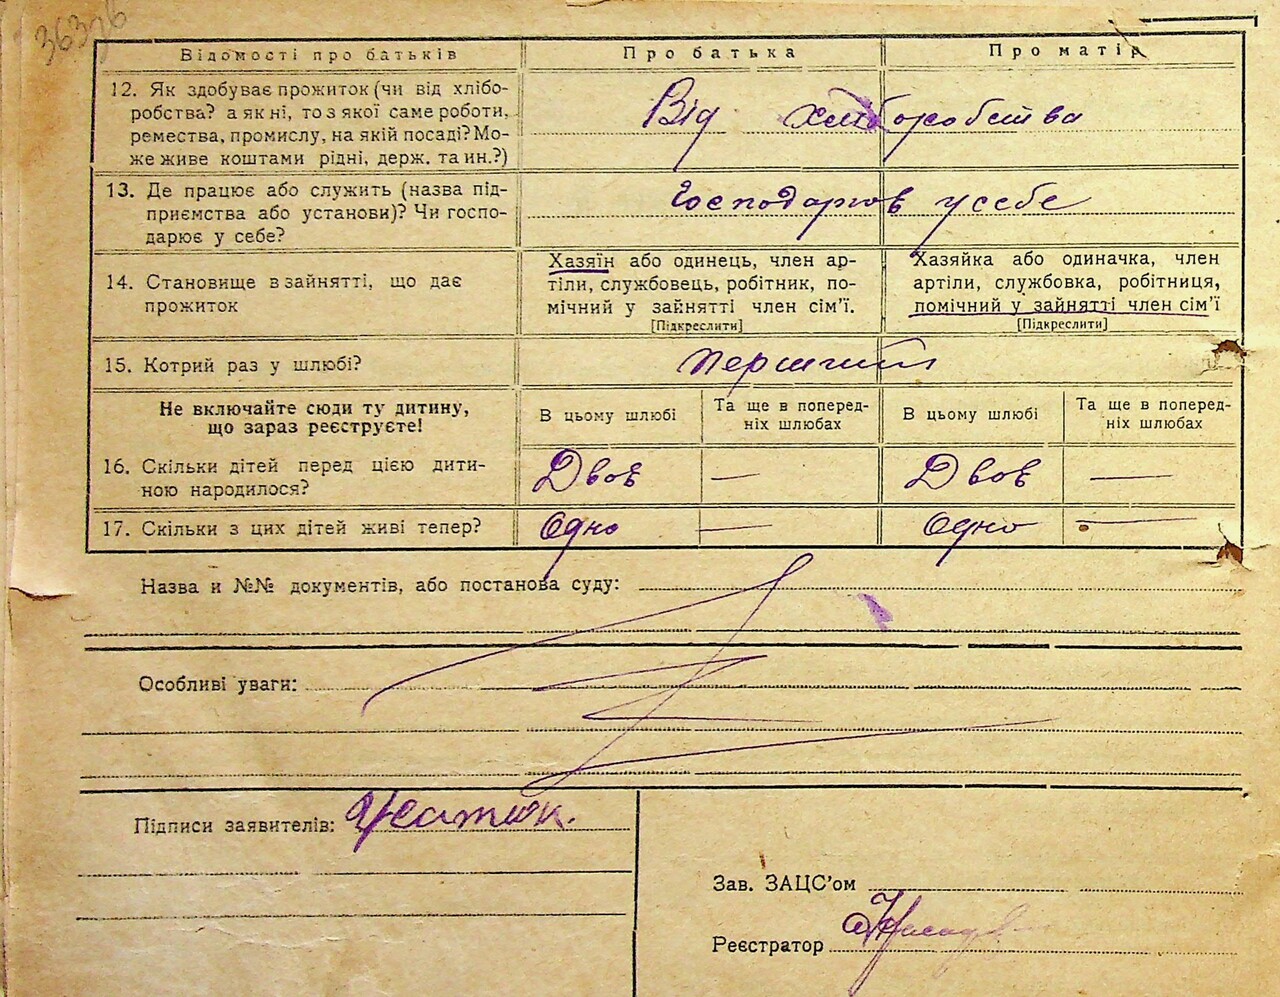 36376
Відомості про батьків Про батька Про матір
12. Як здобуває прожиток (чи від хлібо-
робства? а як ні, то з якої саме роботи,
ремества, промислу, на якій посаді? Мо-
же живе коштами рідні, держ. та ин.?)
Від хліборобства
13. Де працює або служить (назва під-
приємства або установи)? Чи госпо-
дарює у себе?
Господарюв у себе
14. Становище в зайнятті, що дає
прожиток
Хазяїн або одинець, член ар-
тіли, службовець, робітник, по-
мічний у зайнятті член сім'ї.
[Підкреслити]
Хазяйка або одиначка, член
артіли, службовка, робітниця,
помічний у зайнятті член сім'ї
[Підкреслити]
15. Котрий раз у шлюбі?
Перший
Не включайте сюди ту дитину,
що зараз реєструєте!
В цьому шлюбі
Та ще в поперед-
ніх шлюбах
В цьому шлюбі
Та ще в поперед-
ніх шлюбах
16. Скільки дітей перед цією дити-
ною народилося?
Двоє — Двоє —
17. Скільки з цих дітей живі тепер? Одно — Одно —
Назва и №№ документів, або постанова суду:
Особливі уваги:
Підписи заявителів:
Зав. ЗАЦС'ом
Реєстратор